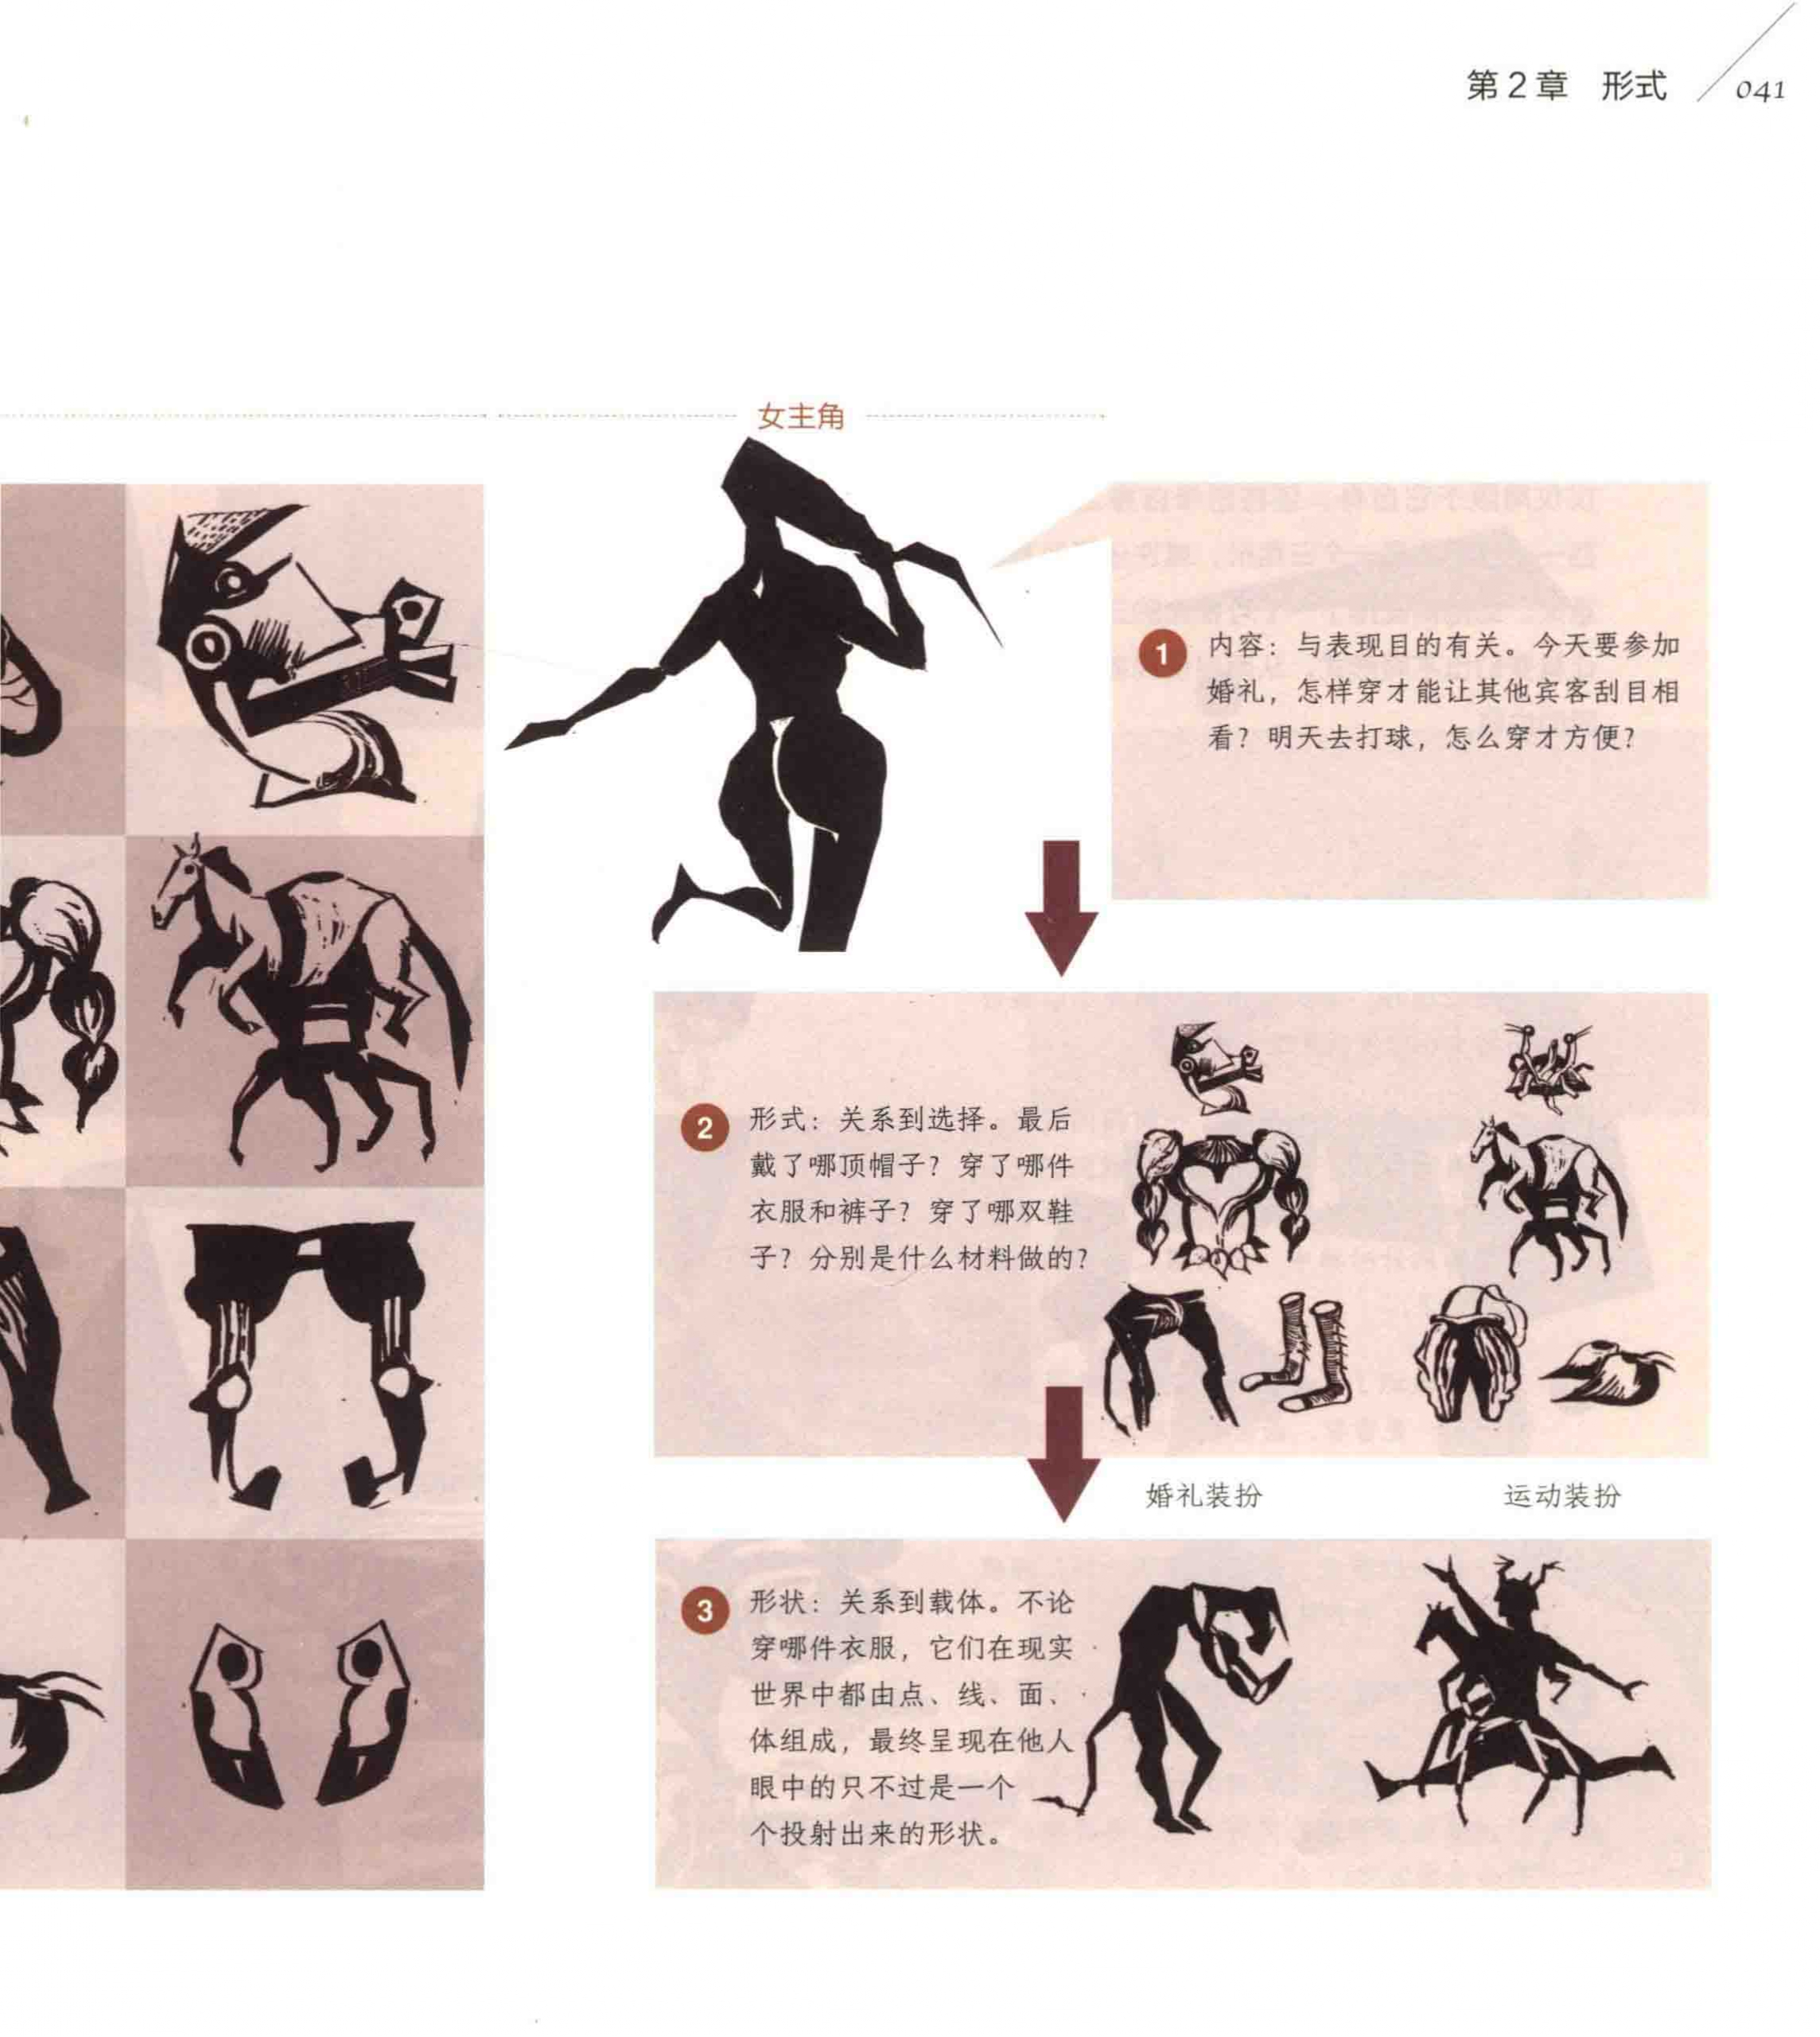 第2章 形式 041
女主角
1 内容：与表现目的有关。今天要参加
婚礼，怎样穿才能让其他宾客刮目相
看？明天去打球，怎么穿才方便？
2 形式：关系到选择。最后
戴了哪顶帽子？穿了哪件
衣服和裤子？穿了哪双鞋
子？分别是什么材料做的？
婚礼装扮
运动装扮
3 形状：关系到载体。不论
穿哪件衣服，它们在现实
世界中都由点、线、面、
体组成，最终呈现在他人
眼中的只不过是一个
个投射出来的形状。